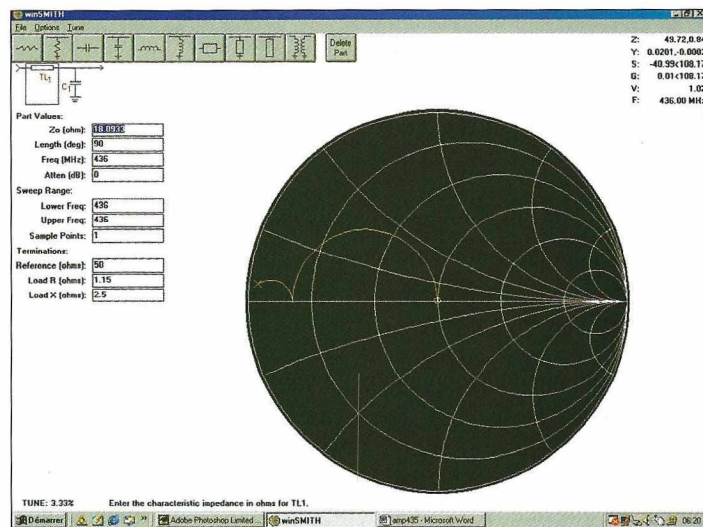 winSMITH
File Options Tune
Delete Part
TL1
C1
Z: 49.72,0.84
Y: 0.0201,-0.0003
S: -40.99<108.17
G: 0.01<108.17
V: 1.02
F: 436.00 MHz
Part Values:
Zo (ohm): 18.0933
Length (deg): 90
Freq (MHz): 436
Atten (dB): 0
Sweep Range:
Lower Freq: 436
Upper Freq: 436
Sample Points: 1
Terminations:
Reference (ohms): 50
Load R (ohms): 1.15
Load X (ohms): 2.5
TUNE: 3.33% Enter the characteristic impedance in ohms for TL1.
Démarrer
Adobe Photoshop Limited ...
winSMITH
amp435 - Microsoft Word
06:20